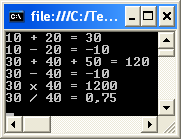 file:///C:/Te...
10 + 20 = 30
10 - 20 = -10
30 + 40 + 50 = 120
30 - 40 = -10
30 x 40 = 1200
30 / 40 = 0,75